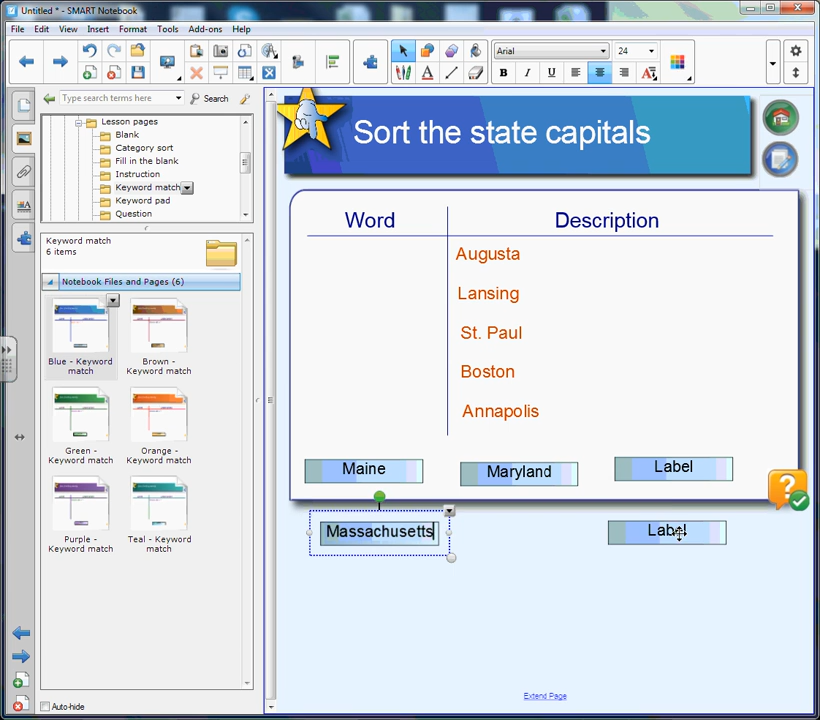 Untitled * - SMART Notebook
File Edit View Insert Format Tools Add-ons Help
Arial 24
B I U
Type search terms here Search
Lesson pages
Blank
Category sort
Fill in the blank
Instruction
Keyword match
Keyword pad
Question
Keyword match
6 items
Notebook Files and Pages (6)
Blue - Keyword match
Brown - Keyword match
Green - Keyword match
Orange - Keyword match
Purple - Keyword match
Teal - Keyword match
Auto-hide
Sort the state capitals
Word Description
Augusta
Lansing
St. Paul
Boston
Annapolis
Maine Maryland Label
Massachusetts Label
Extend Page